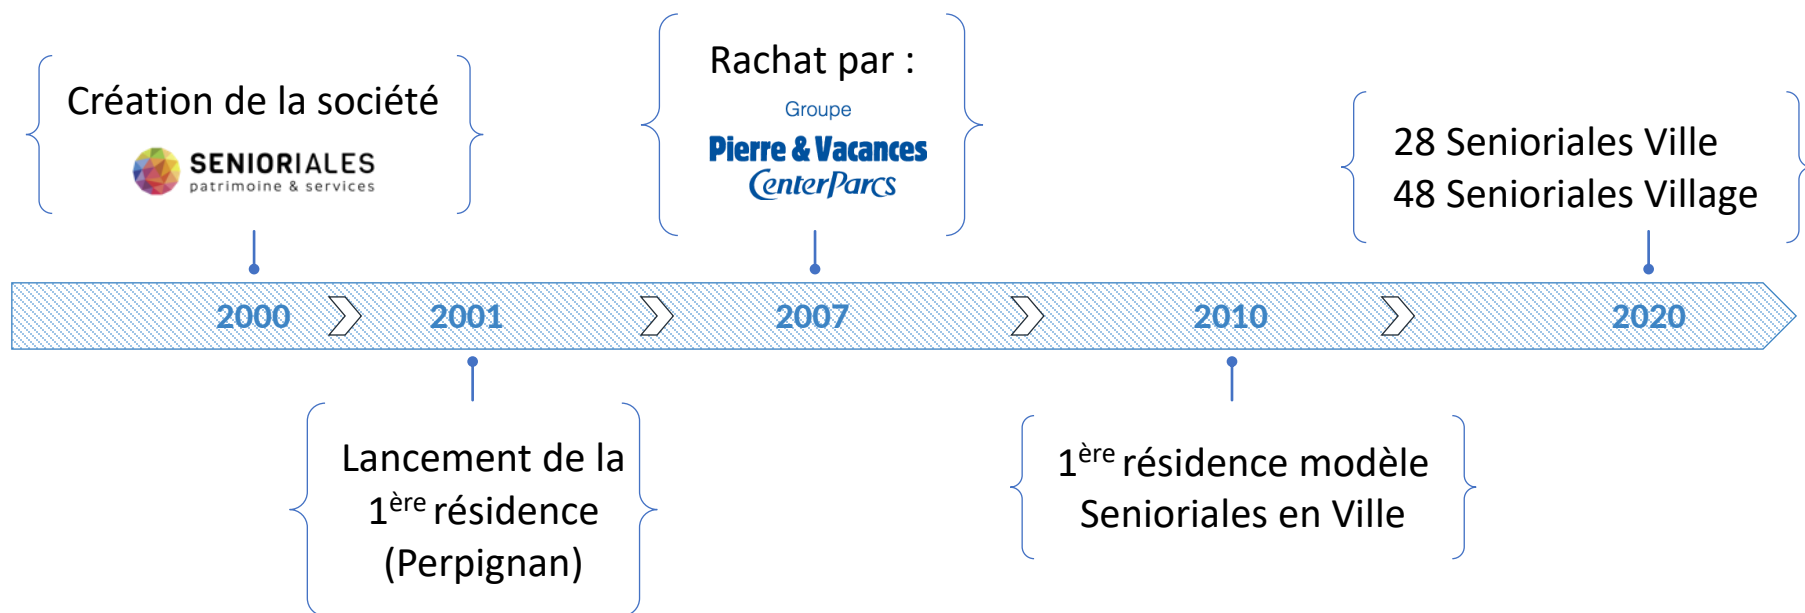 Création de la société
SENIORIALES
patrimoine & services
Rachat par :
Groupe
Pierre & Vacances
CenterParcs
28 Senioriales Ville
48 Senioriales Village
2000
2001
2007
2010
2020
Lancement de la
1ère résidence
(Perpignan)
1ère résidence modèle
Senioriales en Ville